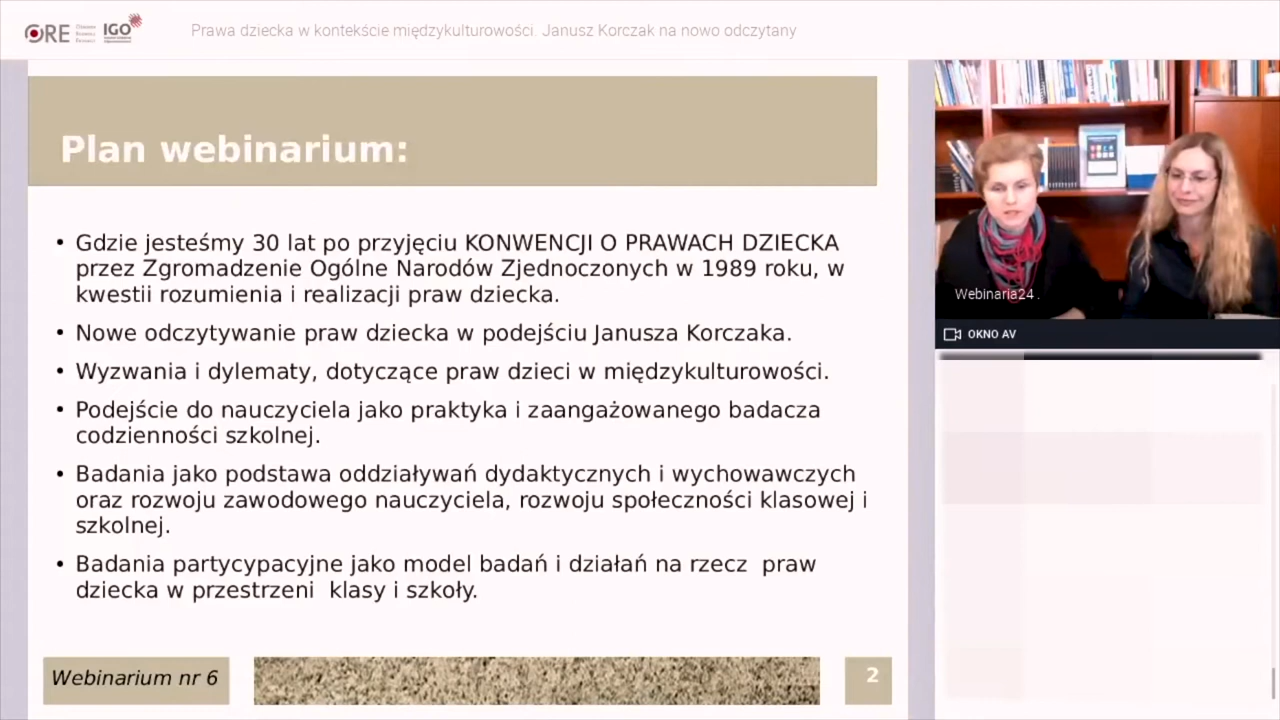 ORE
IGO
Prawa dziecka w kontekście międzykulturowości. Janusz Korczak na nowo odczytany
Plan webinarium:
• Gdzie jesteśmy 30 lat po przyjęciu KONWENCJI O PRAWACH DZIECKA
przez Zgromadzenie Ogólne Narodów Zjednoczonych w 1989 roku, w
kwestii rozumienia i realizacji praw dziecka.
• Nowe odczytywanie praw dziecka w podejściu Janusza Korczaka.
• Wyzwania i dylematy, dotyczące praw dzieci w międzykulturowości.
• Podejście do nauczyciela jako praktyka i zaangażowanego badacza
codzienności szkolnej.
• Badania jako podstawa oddziaływań dydaktycznych i wychowawczych
oraz rozwoju zawodowego nauczyciela, rozwoju społeczności klasowej i
szkolnej.
• Badania partycypacyjne jako model badań i działań na rzecz  praw
dziecka w przestrzeni  klasy i szkoły.
Webinarium nr 6
2
Webinaria24 .
OKNO AV